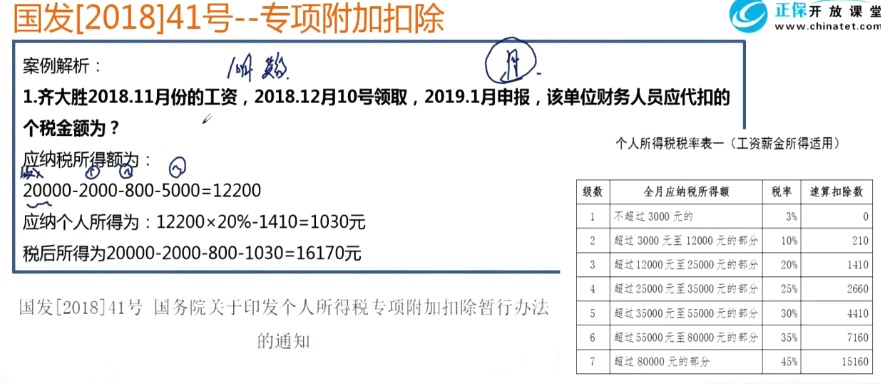 国发[2018]41号--专项附加扣除
正保开放课堂
www.chinatet.com
案例解析：
1.齐大胜2018.11月份的工资，2018.12月10号领取，2019.1月申报，该单位财务人员应代扣的
个税金额为？
应纳税所得额为：
20000-2000-800-5000=12200
应纳个人所得为：12200×20%-1410=1030元
税后所得为20000-2000-800-1030=16170元
个人所得税税率表一（工资薪金所得适用）
级数 全月应纳税所得额 税率 速算扣除数
1 不超过3000元的 3% 0
2 超过3000元至12000元的部分 10% 210
3 超过12000元至25000元的部分 20% 1410
4 超过25000元至35000元的部分 25% 2660
5 超过35000元至55000元的部分 30% 4410
6 超过55000元至80000元的部分 35% 7160
7 超过80000元的部分 45% 15160
国发[2018]41号 国务院关于印发个人所得税专项附加扣除暂行办法
的通知